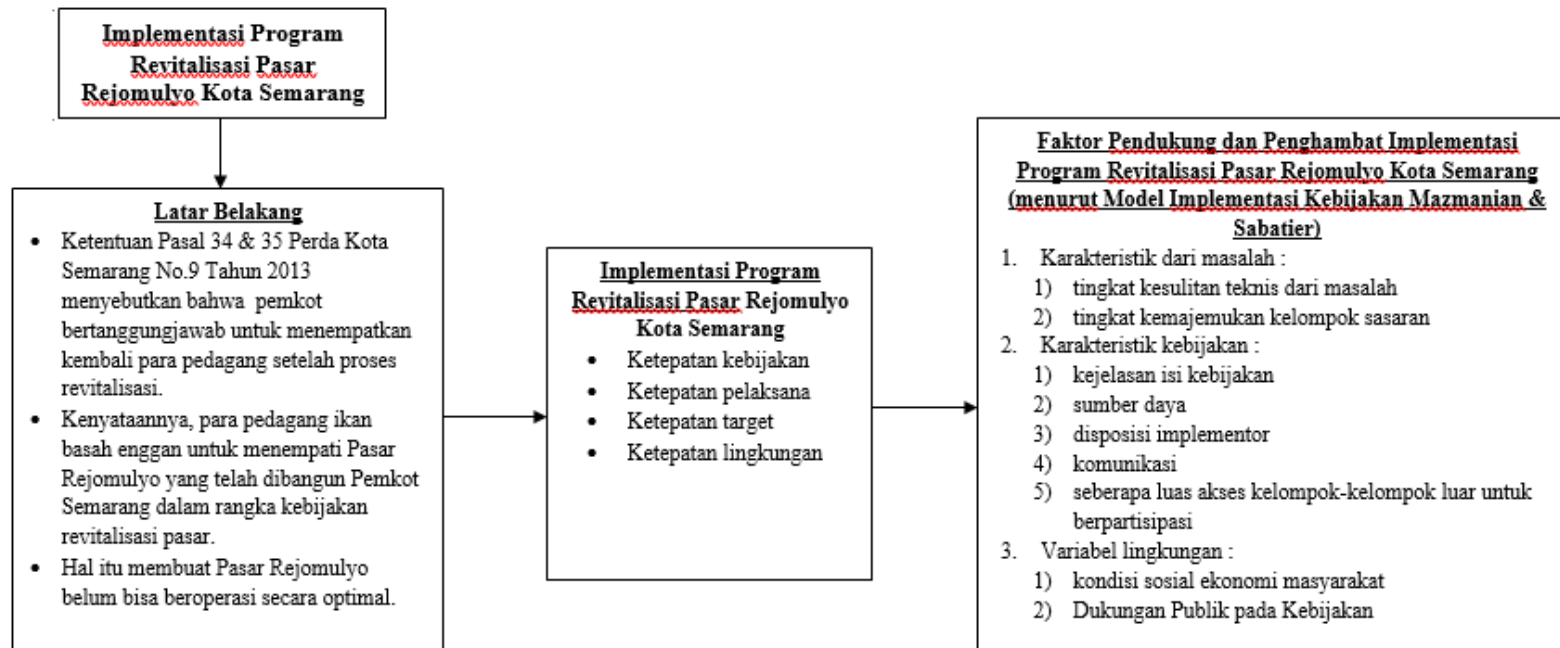 Implementasi Program
Revitalisasi Pasar
Rejomulyo Kota Semarang
Latar Belakang
• Ketentuan Pasal 34 & 35 Perda Kota
Semarang No.9 Tahun 2013
menyebutkan bahwa pemkot
bertanggungjawab untuk menempatkan
kembali para pedagang setelah proses
revitalisasi.
• Kenyataannya, para pedagang ikan
basah enggan untuk menempati Pasar
Rejomulyo yang telah dibangun Pemkot
Semarang dalam rangka kebijakan
revitalisasi pasar.
• Hal itu membuat Pasar Rejomulyo
belum bisa beroperasi secara optimal.
Implementasi Program
Revitalisasi Pasar Rejomulyo
Kota Semarang
• Ketepatan kebijakan
• Ketepatan pelaksana
• Ketepatan target
• Ketepatan lingkungan
Faktor Pendukung dan Penghambat Implementasi
Program Revitalisasi Pasar Rejomulyo Kota Semarang
(menurut Model Implementasi Kebijakan Mazmanian &
Sabatier)
1. Karakteristik dari masalah :
1) tingkat kesulitan teknis dari masalah
2) tingkat kemajemukan kelompok sasaran
2. Karakteristik kebijakan :
1) kejelasan isi kebijakan
2) sumber daya
3) disposisi implementor
4) komunikasi
5) seberapa luas akses kelompok-kelompok luar untuk
berpartisipasi
3. Variabel lingkungan :
1) kondisi sosial ekonomi masyarakat
2) Dukungan Publik pada Kebijakan